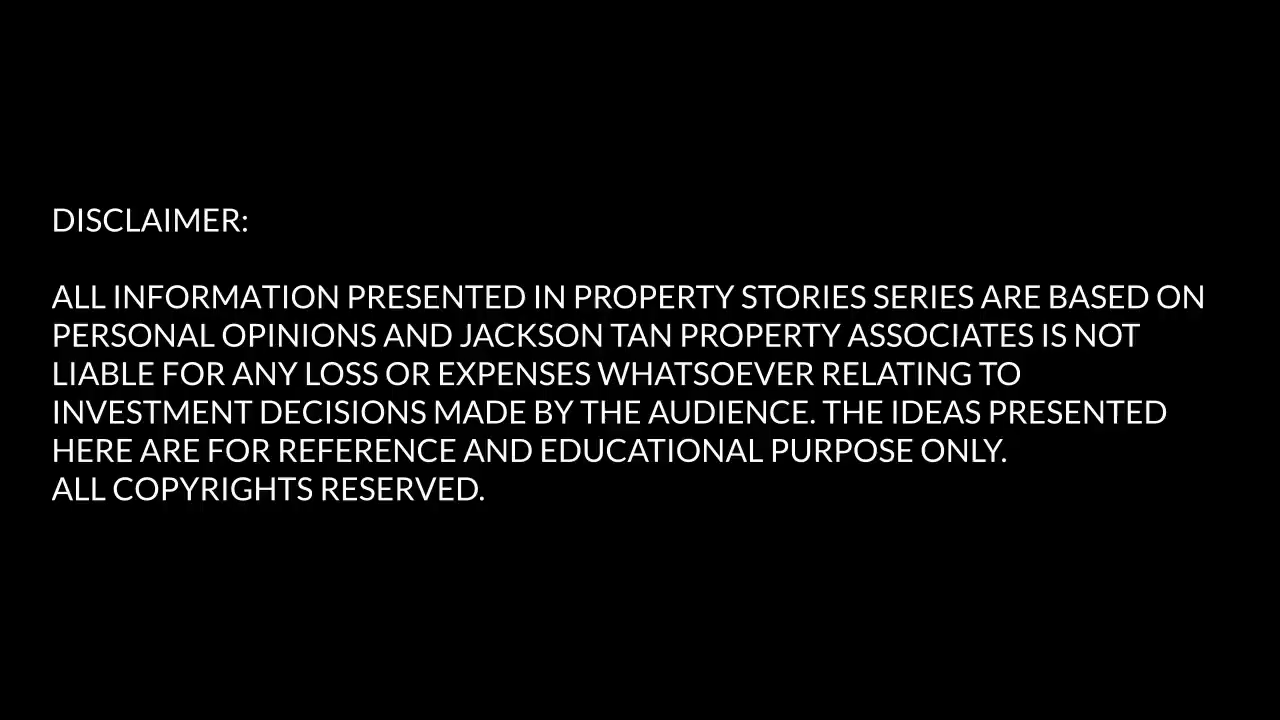 DISCLAIMER:
ALL INFORMATION PRESENTED IN PROPERTY STORIES SERIES ARE BASED ON
PERSONAL OPINIONS AND JACKSON TAN PROPERTY ASSOCIATES IS NOT
LIABLE FOR ANY LOSS OR EXPENSES WHATSOEVER RELATING TO
INVESTMENT DECISIONS MADE BY THE AUDIENCE. THE IDEAS PRESENTED
HERE ARE FOR REFERENCE AND EDUCATIONAL PURPOSE ONLY.
ALL COPYRIGHTS RESERVED.